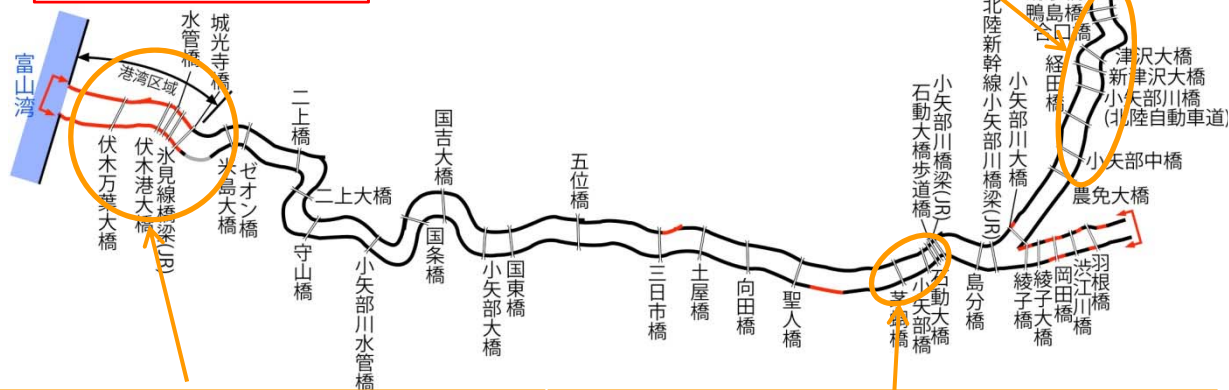 富山湾
港湾区域
水管橋
城光寺橋
伏木万葉大橋
伏木港大橋
氷見線橋梁(JR)
米島大橋
ゼオン橋
二上橋
二上大橋
守山橋
小矢部川水管橋
国条橋
国吉大橋
小矢部大橋
国東橋
五位橋
三日市橋
土屋橋
向田橋
聖人橋
茅蜩橋
小矢部橋
石動大橋
石動大橋歩道橋
小矢部川橋梁(JR)
島分橋
北陸新幹線小矢部川橋梁(JR)
小矢部川大橋
綾子橋
綾子大橋
岡田橋
渋江川橋
羽根橋
農免大橋
小矢部中橋
経田橋
小矢部川橋
(北陸自動車道)
新津沢大橋
津沢大橋
合口橋
鴨島橋